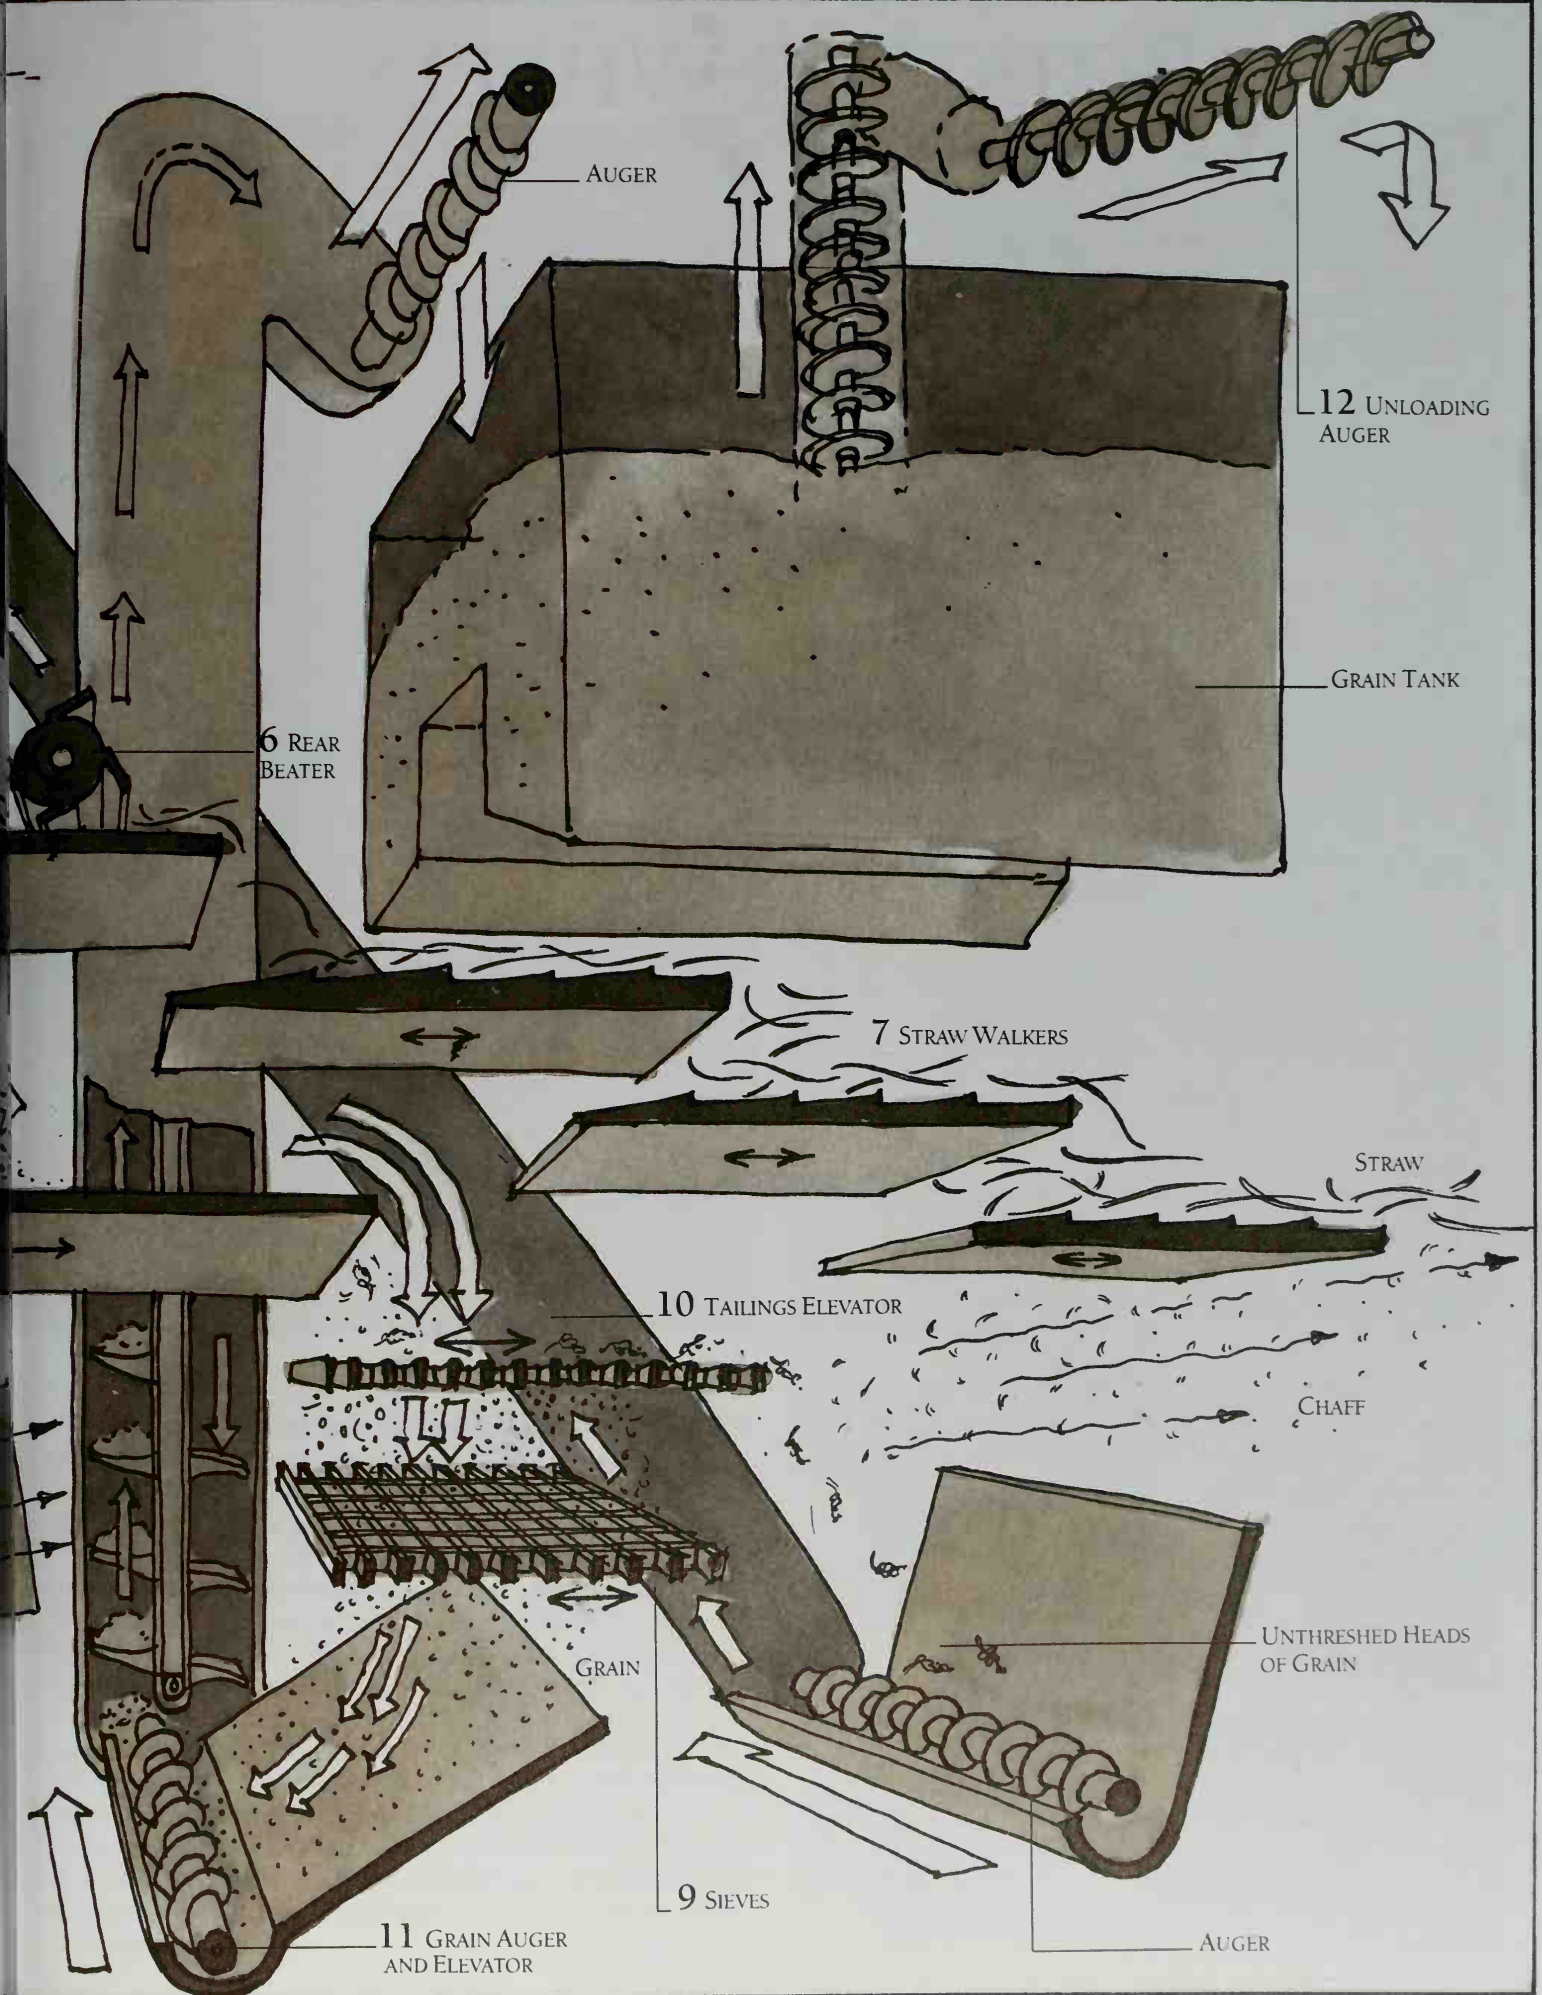 AUGER
12 UNLOADING
AUGER
GRAIN TANK
6 REAR
BEATER
7 STRAW WALKERS
STRAW
10 TAILINGS ELEVATOR
CHAFF
UNTHRESHED HEADS
OF GRAIN
GRAIN
9 SIEVES
11 GRAIN AUGER
AND ELEVATOR
AUGER